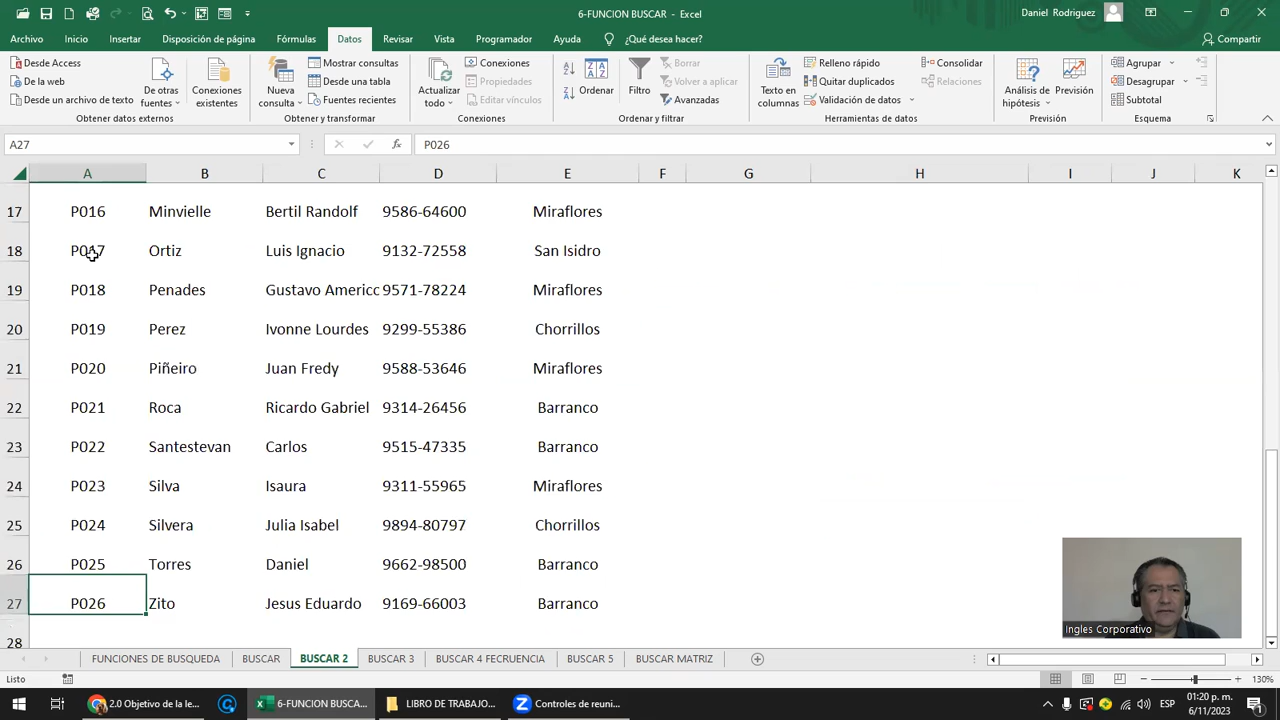 6-FUNCION BUSCAR - Excel
Daniel Rodriguez
Archivo Inicio Insertar Disposición de página Fórmulas Datos Revisar Vista Programador Ayuda ¿Qué desea hacer? Compartir
Desde Access
De la web
Desde un archivo de texto
De otras fuentes
Conexiones existentes
Obtener datos externos
Nueva consulta
Mostrar consultas
Desde una tabla
Fuentes recientes
Obtener y transformar
Actualizar todo
Conexiones
Propiedades
Editar vínculos
Conexiones
Ordenar
Filtro
Borrar
Volver a aplicar
Avanzadas
Ordenar y filtrar
Texto en columnas
Relleno rápido
Quitar duplicados
Validación de datos
Consolidar
Relaciones
Herramientas de datos
Análisis de hipótesis
Previsión
Previsión
Agrupar
Desagrupar
Subtotal
Esquema
A27 fx P026
A B C D E F G H I J K
17 P016 Minvielle Bertil Randolf 9586-64600 Miraflores
18 P017 Ortiz Luis Ignacio 9132-72558 San Isidro
19 P018 Penades Gustavo Americo 9571-78224 Miraflores
20 P019 Perez Ivonne Lourdes 9299-55386 Chorrillos
21 P020 Piñeiro Juan Fredy 9588-53646 Miraflores
22 P021 Roca Ricardo Gabriel 9314-26456 Barranco
23 P022 Santestevan Carlos 9515-47335 Barranco
24 P023 Silva Isaura 9311-55965 Miraflores
25 P024 Silvera Julia Isabel 9894-80797 Chorrillos
26 P025 Torres Daniel 9662-98500 Barranco
27 P026 Zito Jesus Eduardo 9169-66003 Barranco
28
Ingles Corporativo
FUNCIONES DE BUSQUEDA BUSCAR BUSCAR 2 BUSCAR 3 BUSCAR 4 FECRUENCIA BUSCAR 5 BUSCAR MATRIZ
Listo
130%
2.0 Objetivo de la le...
6-FUNCION BUSCA...
LIBRO DE TRABAJO...
Controles de reuni...
ESP
01:20 p. m.
6/11/2023